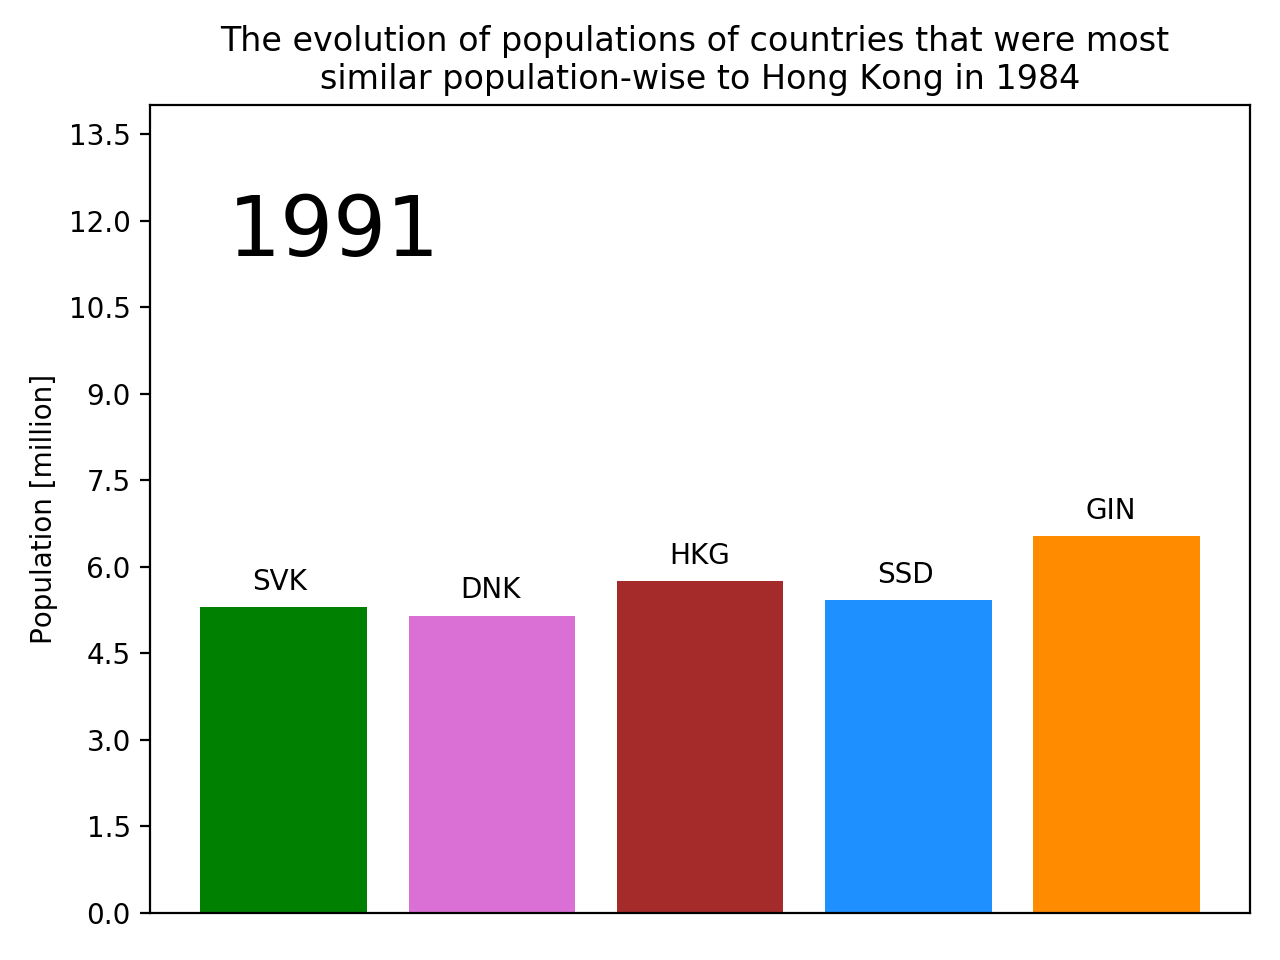 The evolution of populations of countries that were most
similar population-wise to Hong Kong in 1984
13.5
12.0
10.5
9.0
7.5
6.0
4.5
3.0
1.5
0.0
Population [million]
1991
SVK
DNK
HKG
SSD
GIN